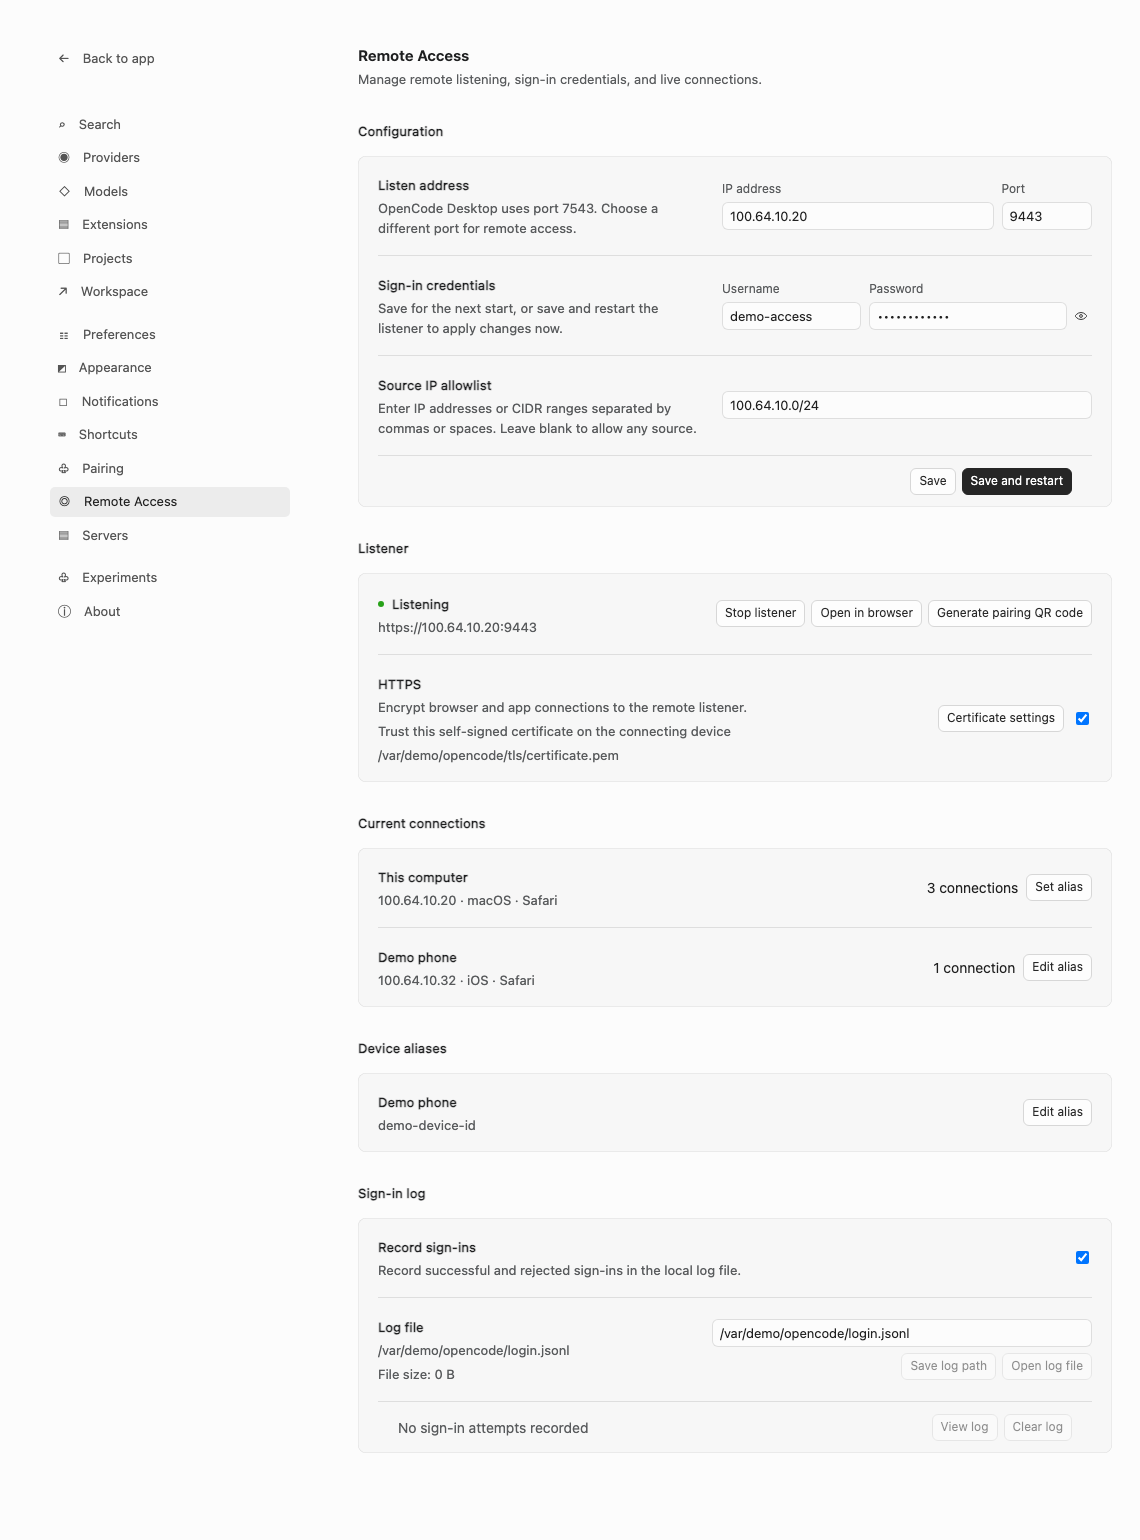 Back to app
Search
Providers
Models
Extensions
Projects
Workspace
Preferences
Appearance
Notifications
Shortcuts
Pairing
Remote Access
Servers
Experiments
About
Remote Access
Manage remote listening, sign-in credentials, and live connections.
Configuration
Listen address
OpenCode Desktop uses port 7543. Choose a
different port for remote access.
IP address
100.64.10.20
Port
9443
Sign-in credentials
Save for the next start, or save and restart the
listener to apply changes now.
Username
demo-access
Password
••••••••••••
Source IP allowlist
Enter IP addresses or CIDR ranges separated by
commas or spaces. Leave blank to allow any source.
100.64.10.0/24
Save
Save and restart
Listener
Listening
https://100.64.10.20:9443
Stop listener
Open in browser
Generate pairing QR code
HTTPS
Encrypt browser and app connections to the remote listener.
Trust this self-signed certificate on the connecting device
/var/demo/opencode/tls/certificate.pem
Certificate settings
Current connections
This computer
100.64.10.20 · macOS · Safari
3 connections
Set alias
Demo phone
100.64.10.32 · iOS · Safari
1 connection
Edit alias
Device aliases
Demo phone
demo-device-id
Edit alias
Sign-in log
Record sign-ins
Record successful and rejected sign-ins in the local log file.
Log file
/var/demo/opencode/login.jsonl
File size: 0 B
/var/demo/opencode/login.jsonl
Save log path
Open log file
No sign-in attempts recorded
View log
Clear log